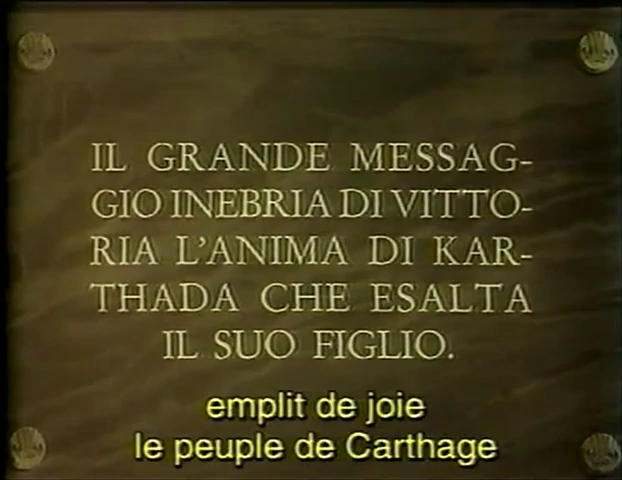 IL GRANDE MESSAG-
GIO INEBRIA DI VITTO-
RIA L'ANIMA DI KAR-
THADA CHE ESALTA
IL SUO FIGLIO.
emplit de joie
le peuple de Carthage